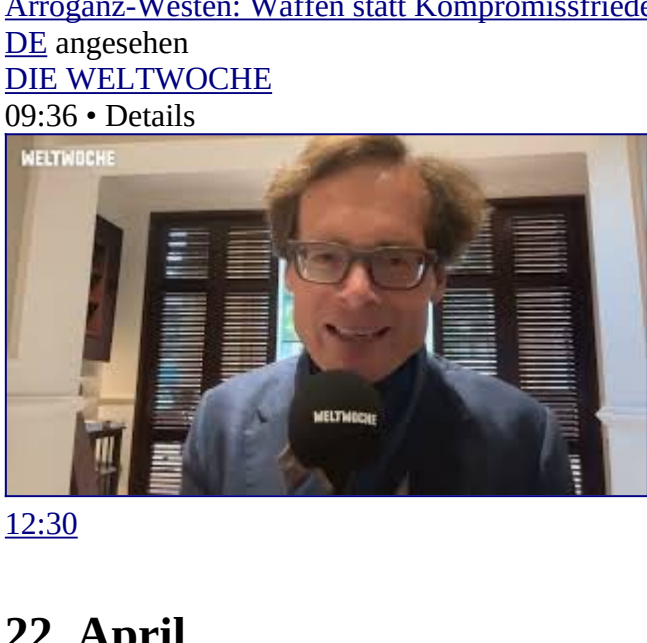 Arroganz-Westen: Waffen statt Kompromissfriede
DE angesehen
DIE WELTWOCHE
09:36 • Details
WELTWOCHE
WELTWOCHE
12:30
22. April